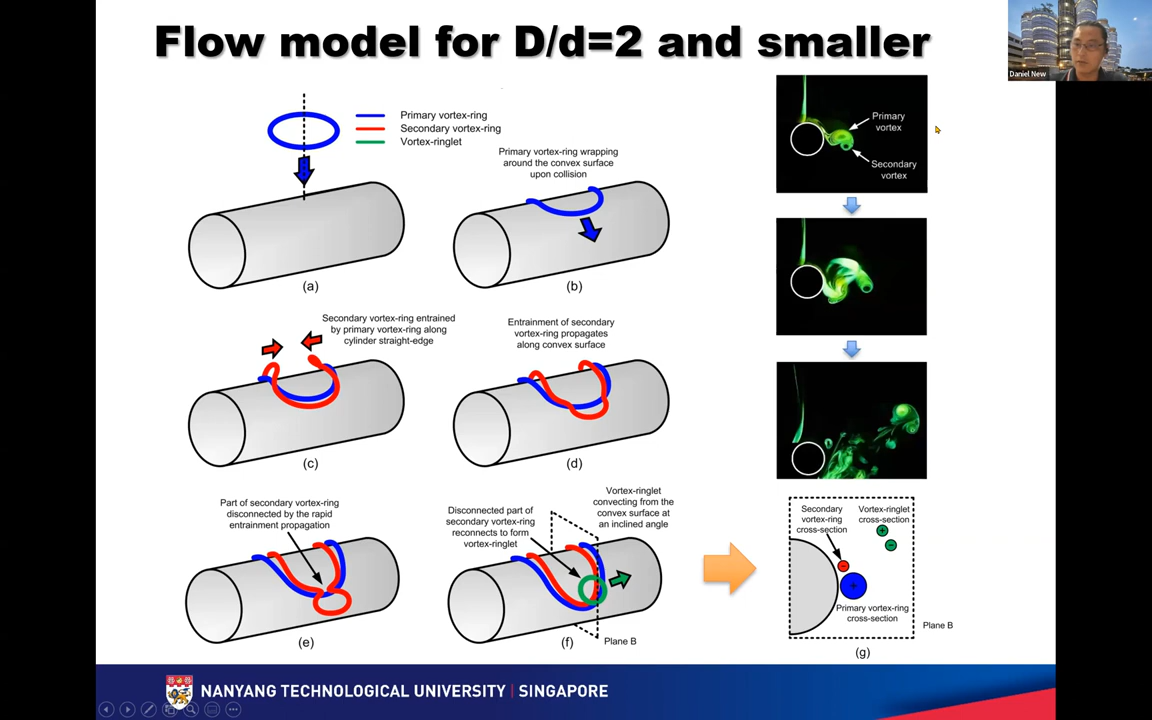 Flow model for D/d=2 and smaller
Daniel New
Primary vortex-ring
Secondary vortex-ring
Vortex-ringlet
(a)
Primary vortex-ring wrapping
around the convex surface
upon collision
(b)
Secondary vortex-ring entrained
by primary vortex-ring along
cylinder straight-edge
(c)
Entrainment of secondary
vortex-ring propagates
along convex surface
(d)
Part of secondary vortex-ring
disconnected by the rapid
entrainment propagation
(e)
Disconnected part of
secondary vortex-ring
reconnects to form
vortex-ringlet
Vortex-ringlet
convecting from the
convex surface at
an inclined angle
Plane B
(f)
Primary
vortex
Secondary
vortex
Secondary
vortex-ring
cross-section
Vortex-ringlet
cross-section
Primary vortex-ring
cross-section
Plane B
(g)
NANYANG TECHNOLOGICAL UNIVERSITY | SINGAPORE